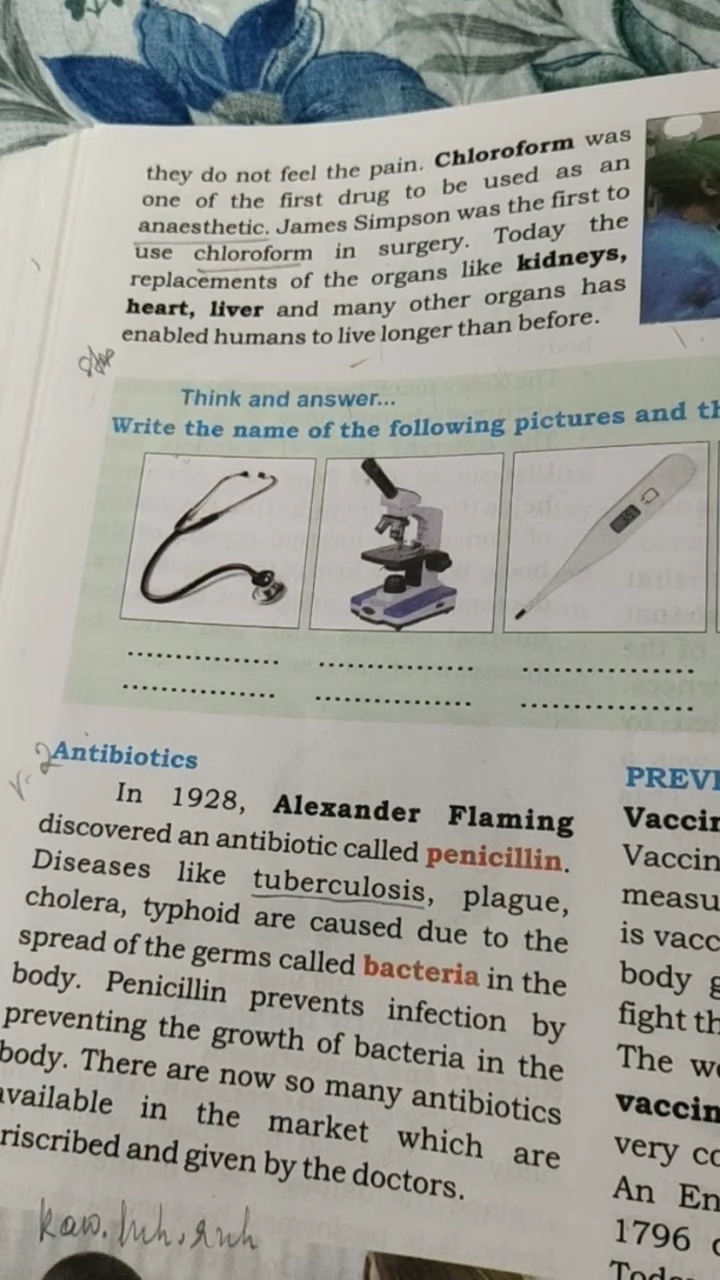 they do not feel the pain. Chloroform was
one of the first drug to be used as an
anaesthetic. James Simpson was the first to
use chloroform in surgery. Today the
replacements of the organs like kidneys,
heart, liver and many other organs has
enabled humans to live longer than before.
Think and answer...
Write the name of the following pictures and th
Antibiotics
In 1928, Alexander Flaming
discovered an antibiotic called penicillin.
Diseases like tuberculosis, plague,
cholera, typhoid are caused due to the
spread of the germs called bacteria in the
body. Penicillin prevents infection by
preventing the growth of bacteria in the
body. There are now so many antibiotics
available in the market which are
riscribed and given by the doctors.
PREVE
Vaccin
Vaccin
measu
is vacc
body g
fight th
The we
vaccin
very co
An En
1796
Toda